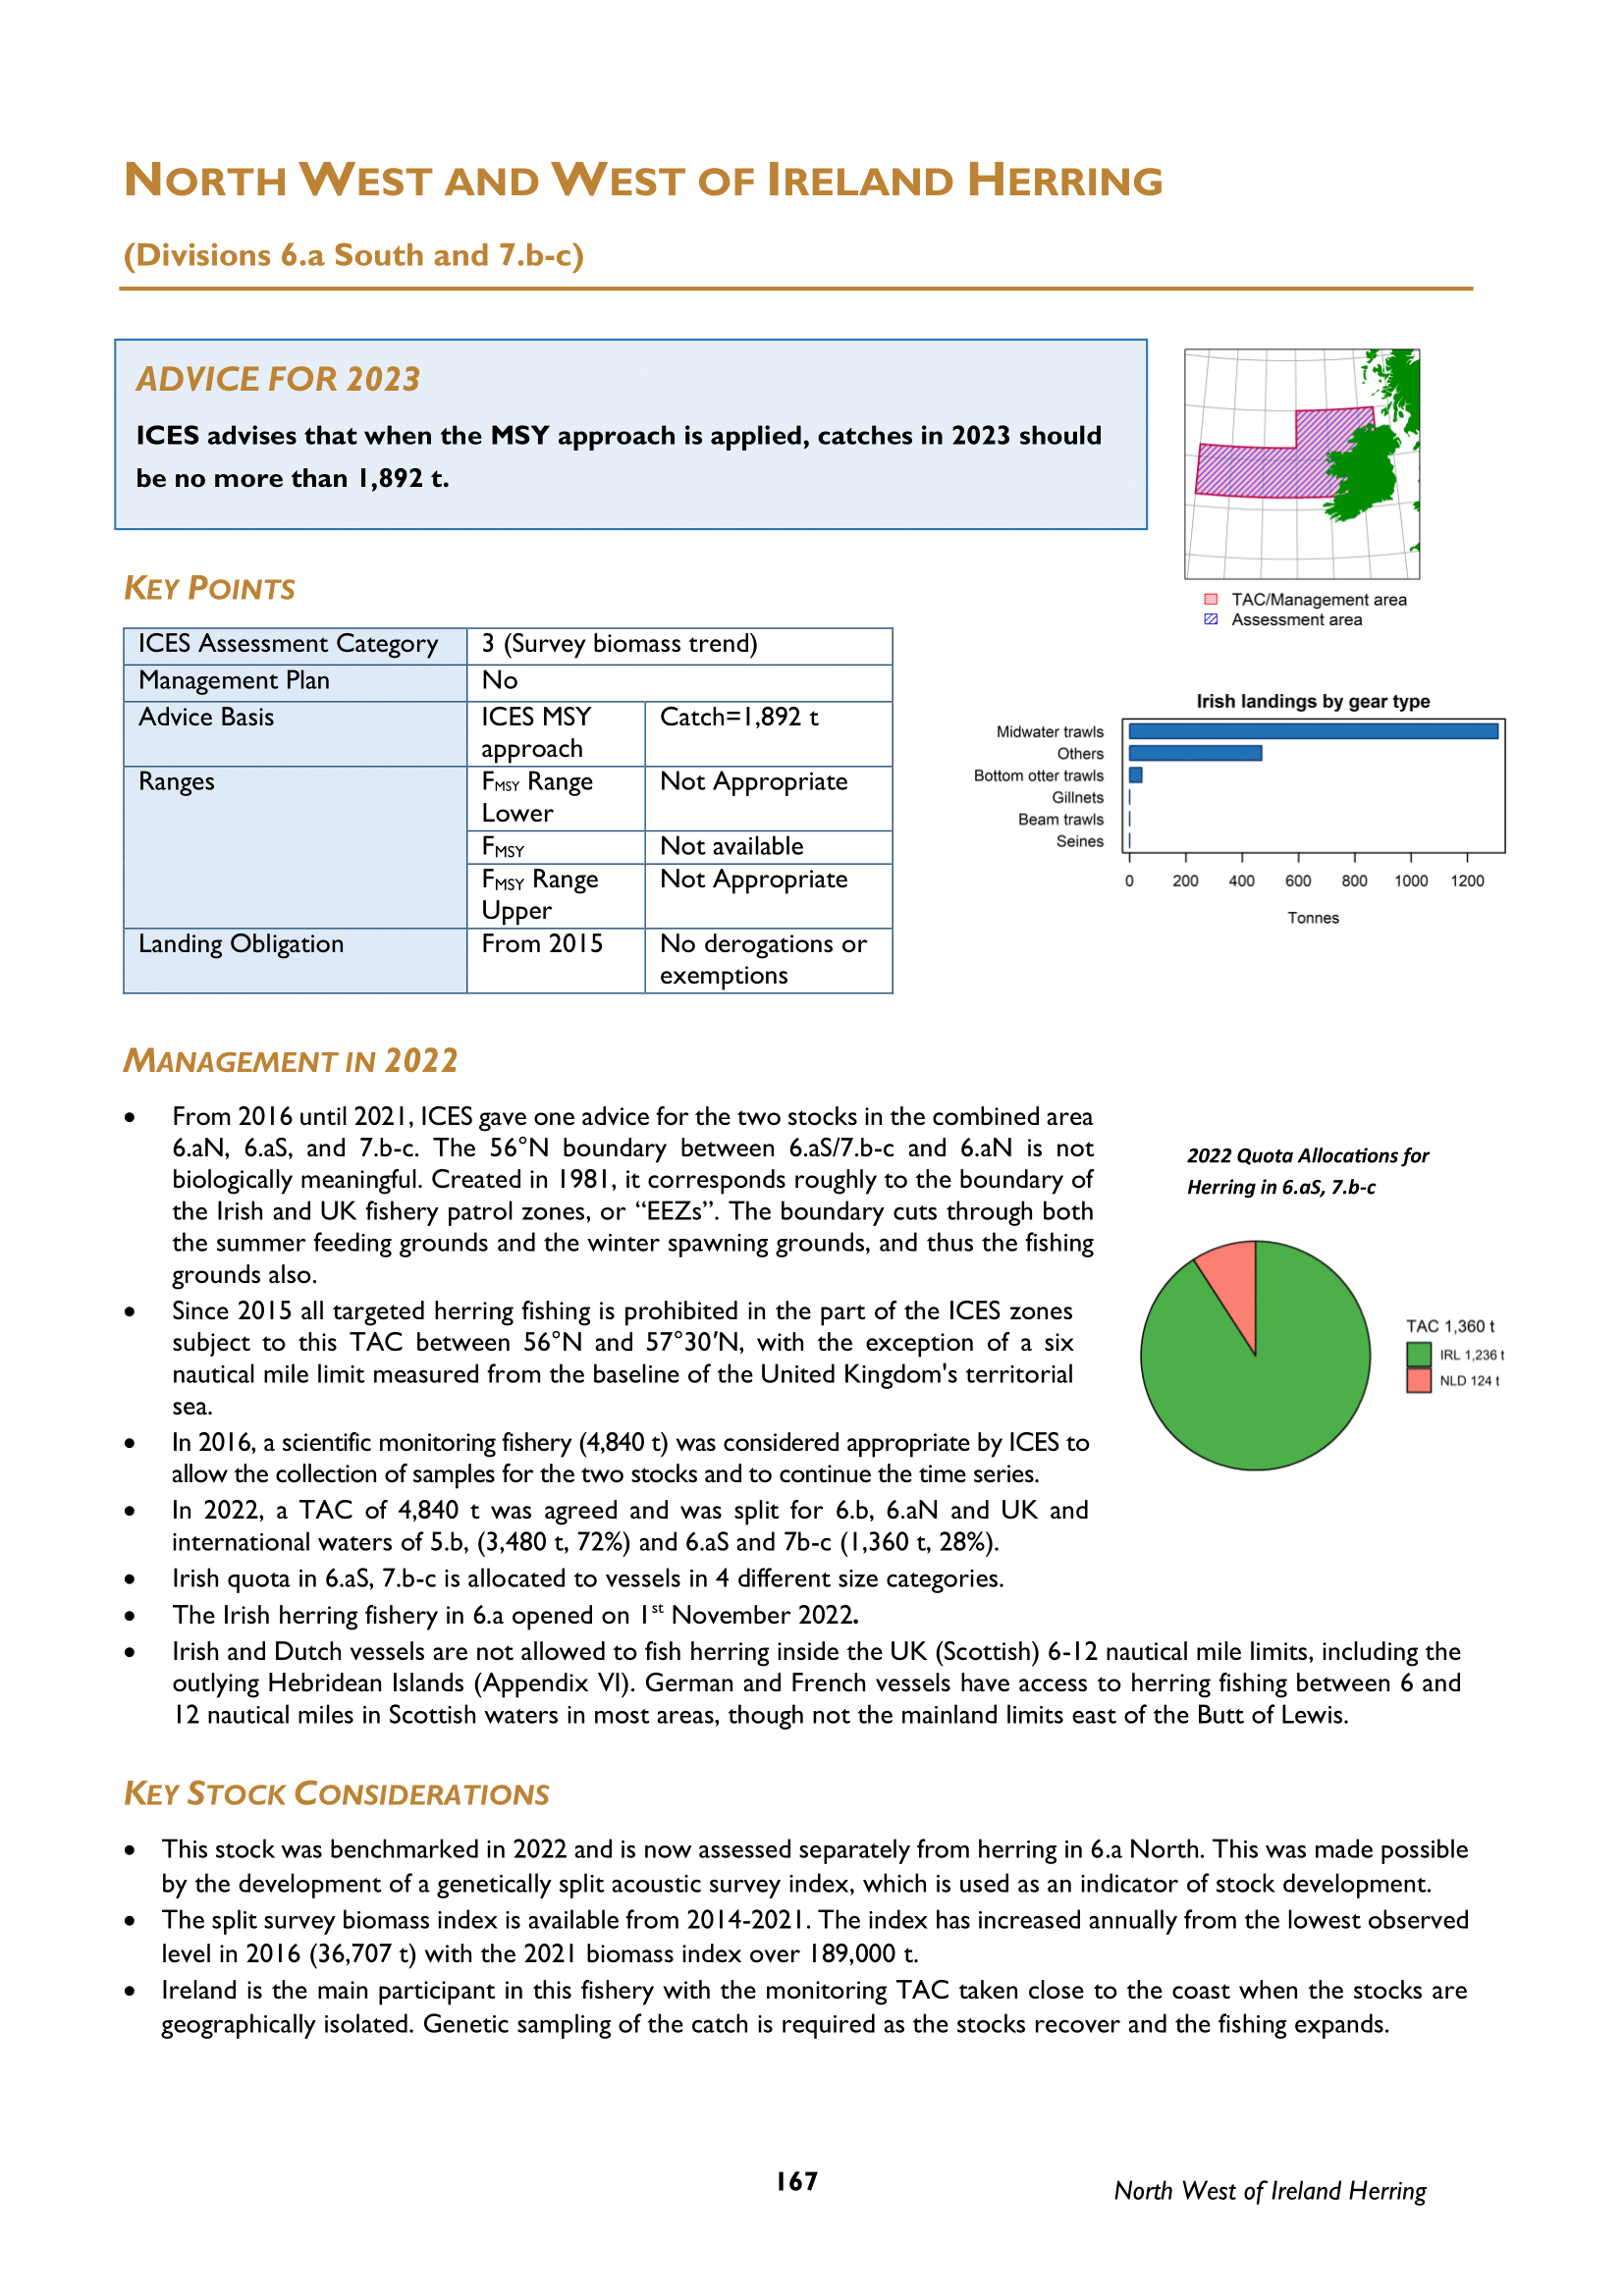 NORTH WEST AND WEST OF IRELAND HERRING
(Divisions 6.a South and 7.b-c)
ADVICE FOR 2023
ICES advises that when the MSY approach is applied, catches in 2023 should
be no more than 1,892 t.
TAC/Management area
Assessment area
KEY POINTS
ICES Assessment Category 3 (Survey biomass trend)
Management Plan No
Advice Basis ICES MSY Catch=1,892 t
approach
Ranges FMSY Range Not Appropriate
Lower
FMSY Not available
FMSY Range Not Appropriate
Upper
Landing Obligation From 2015 No derogations or
exemptions
Irish landings by gear type
Midwater trawls
Others
Bottom otter trawls
Gillnets
Beam trawls
Seines
0 200 400 600 800 1000 1200
Tonnes
MANAGEMENT IN 2022
• From 2016 until 2021, ICES gave one advice for the two stocks in the combined area
6.aN, 6.aS, and 7.b-c. The 56°N boundary between 6.aS/7.b-c and 6.aN is not
biologically meaningful. Created in 1981, it corresponds roughly to the boundary of
the Irish and UK fishery patrol zones, or “EEZs”. The boundary cuts through both
the summer feeding grounds and the winter spawning grounds, and thus the fishing
grounds also.
• Since 2015 all targeted herring fishing is prohibited in the part of the ICES zones
subject to this TAC between 56°N and 57°30′N, with the exception of a six
nautical mile limit measured from the baseline of the United Kingdom's territorial
sea.
• In 2016, a scientific monitoring fishery (4,840 t) was considered appropriate by ICES to
allow the collection of samples for the two stocks and to continue the time series.
• In 2022, a TAC of 4,840 t was agreed and was split for 6.b, 6.aN and UK and
international waters of 5.b, (3,480 t, 72%) and 6.aS and 7b-c (1,360 t, 28%).
• Irish quota in 6.aS, 7.b-c is allocated to vessels in 4 different size categories.
• The Irish herring fishery in 6.a opened on 1st November 2022.
• Irish and Dutch vessels are not allowed to fish herring inside the UK (Scottish) 6-12 nautical mile limits, including the
outlying Hebridean Islands (Appendix VI). German and French vessels have access to herring fishing between 6 and
12 nautical miles in Scottish waters in most areas, though not the mainland limits east of the Butt of Lewis.
2022 Quota Allocations for
Herring in 6.aS, 7.b-c
TAC 1,360 t
IRL 1,236 t
NLD 124 t
KEY STOCK CONSIDERATIONS
• This stock was benchmarked in 2022 and is now assessed separately from herring in 6.a North. This was made possible
by the development of a genetically split acoustic survey index, which is used as an indicator of stock development.
• The split survey biomass index is available from 2014-2021. The index has increased annually from the lowest observed
level in 2016 (36,707 t) with the 2021 biomass index over 189,000 t.
• Ireland is the main participant in this fishery with the monitoring TAC taken close to the coast when the stocks are
geographically isolated. Genetic sampling of the catch is required as the stocks recover and the fishing expands.
167
North West of Ireland Herring